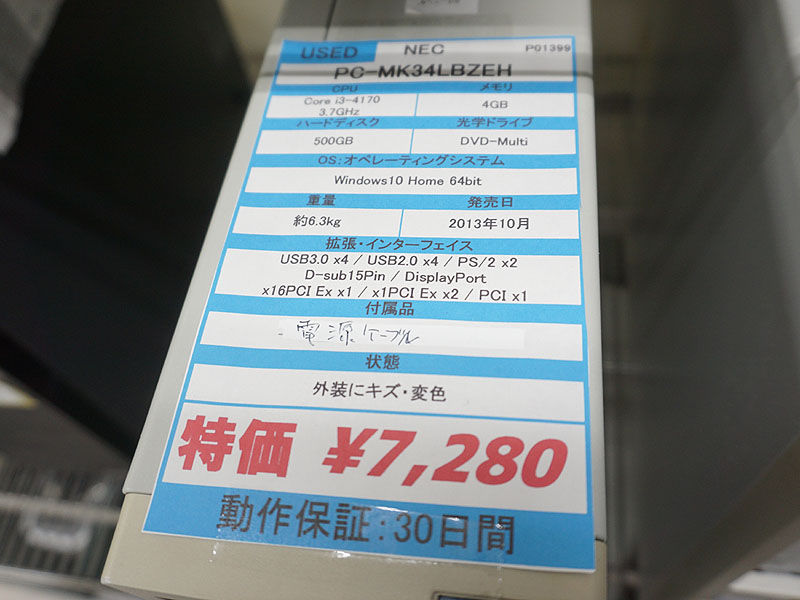 USED NEC PG1399
PC-MK34LBZEH
CPU メモリ
Core i3-4170 3.7GHz 4GB
ハードディスク 光学ドライブ
500GB DVD-Multi
OS:オペレーティングシステム
Windows10 Home 64bit
重量 発売日
約6.3kg 2013年10月
拡張・インターフェイス
USB3.0 x4 / USB2.0 x4 / PS/2 x2
D-sub15Pin / DisplayPort
x16PCI Ex x1 / x1PCI Ex x2 / PCI x1
付属品
電源ケーブル
状態
外装にキズ・変色
特価 ¥7,280
動作保証:30日間